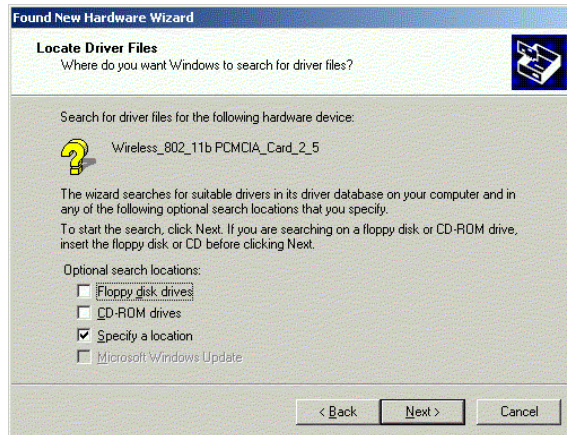 Found New Hardware Wizard
Locate Driver Files
Where do you want Windows to search for driver files?
Search for driver files for the following hardware device:
Wireless_802_11b PCMCIA_Card_2_5
The wizard searches for suitable drivers in its driver database on your computer and in
any of the following optional search locations that you specify.
To start the search, click Next. If you are searching on a floppy disk or CD-ROM drive,
insert the floppy disk or CD before clicking Next.
Optional search locations:
Floppy disk drives
CD-ROM drives
Specify a location
Microsoft Windows Update
< Back Next > Cancel